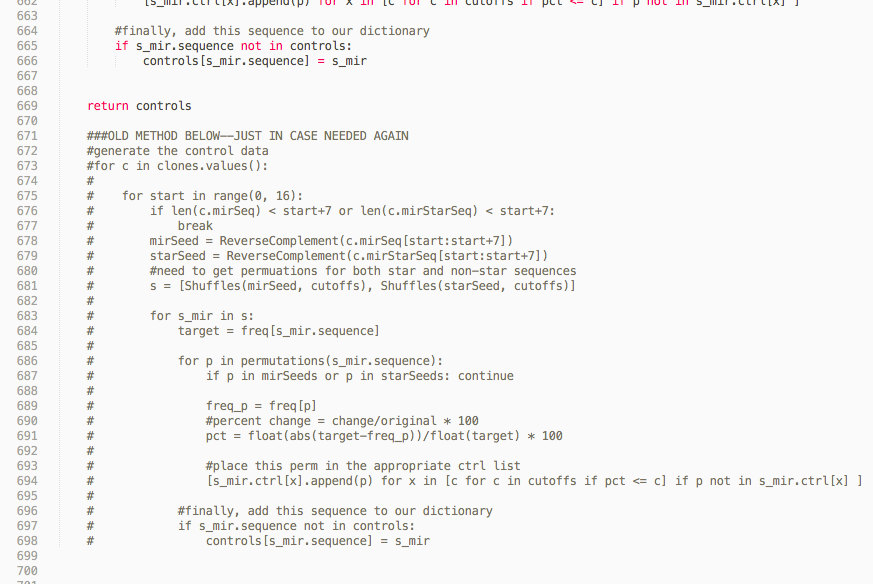 662 [s_mir.ctrl[x].append(p) for x in [c for c in cutoffs if pct <= c] if p not in s_mir.ctrl[x] ]
663
664 #finally, add this sequence to our dictionary
665 if s_mir.sequence not in controls:
666 controls[s_mir.sequence] = s_mir
667
668
669 return controls
670
671 ###OLD METHOD BELOW——JUST IN CASE NEEDED AGAIN
672 #generate the control data
673 #for c in clones.values():
674 #
675 # for start in range(0, 16):
676 # if len(c.mirSeq) < start+7 or len(c.mirStarSeq) < start+7:
677 # break
678 # mirSeed = ReverseComplement(c.mirSeq[start:start+7])
679 # starSeed = ReverseComplement(c.mirStarSeq[start:start+7])
680 # #need to get permuations for both star and non-star sequences
681 # s = [Shuffles(mirSeed, cutoffs), Shuffles(starSeed, cutoffs)]
682 #
683 # for s_mir in s:
684 # target = freq[s_mir.sequence]
685 #
686 # for p in permutations(s_mir.sequence):
687 # if p in mirSeeds or p in starSeeds: continue
688 #
689 # freq_p = freq[p]
690 # #percent change = change/original * 100
691 # pct = float(abs(target-freq_p))/float(target) * 100
692 #
693 # #place this perm in the appropriate ctrl list
694 # [s_mir.ctrl[x].append(p) for x in [c for c in cutoffs if pct <= c] if p not in s_mir.ctrl[x] ]
695 #
696 # #finally, add this sequence to our dictionary
697 # if s_mir.sequence not in controls:
698 # controls[s_mir.sequence] = s_mir
699
700
701